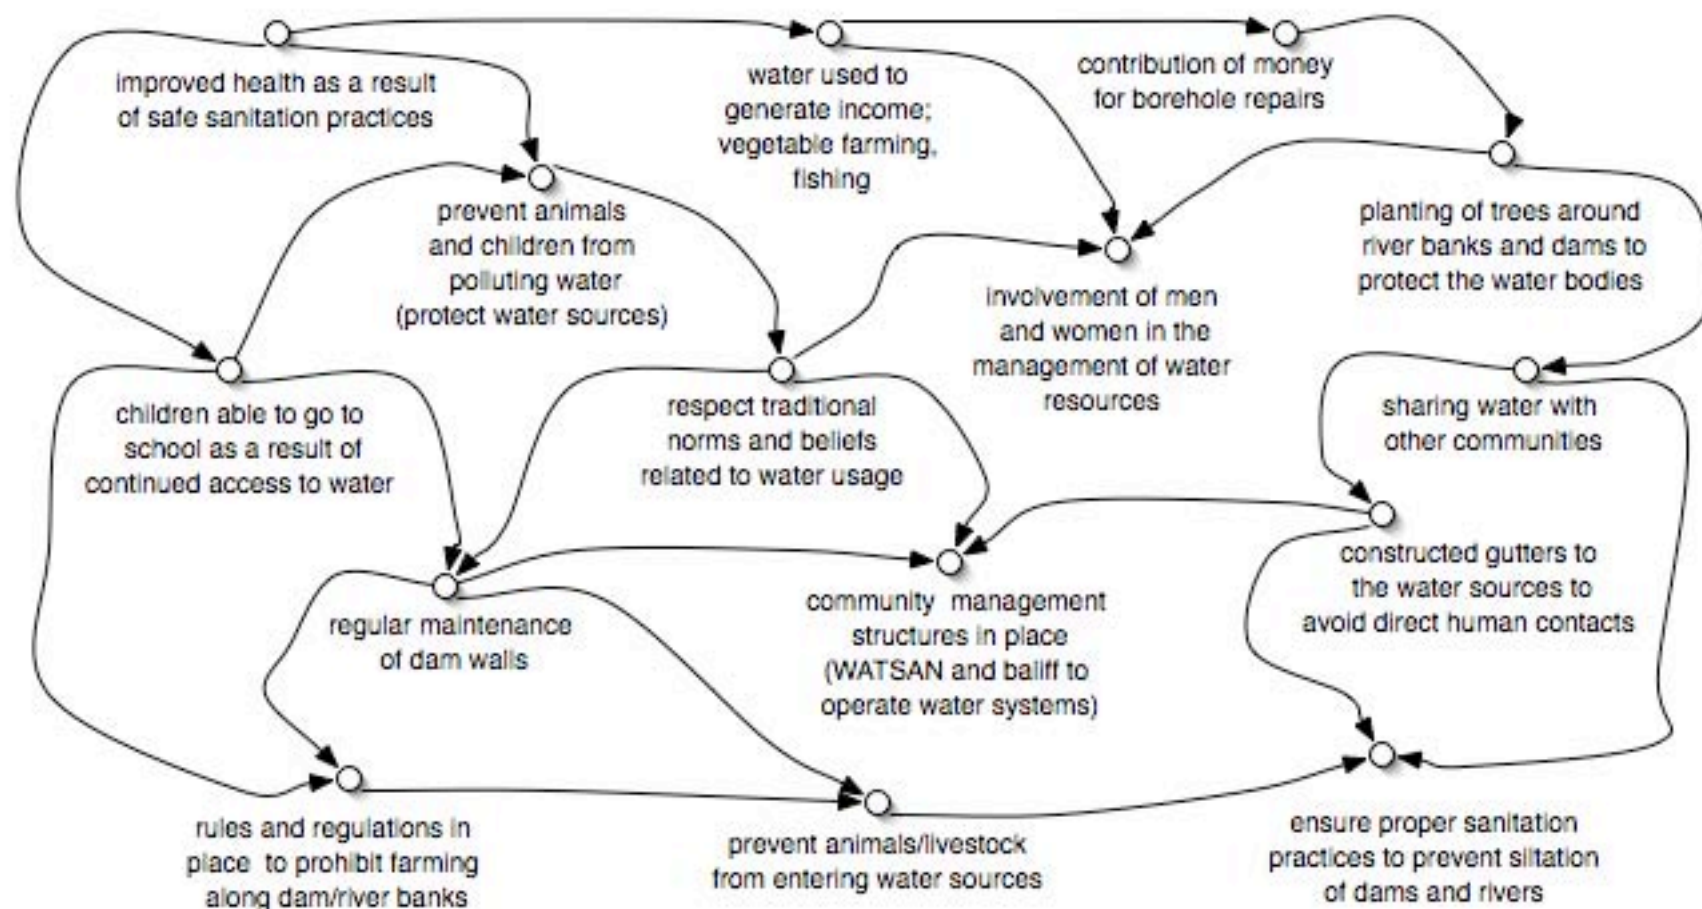 improved health as a result
of safe sanitation practices
water used to
generate income;
vegetable farming,
fishing
contribution of money
for borehole repairs
prevent animals
and children from
polluting water
(protect water sources)
planting of trees around
river banks and dams to
protect the water bodies
involvement of men
and women in the
management of water
resources
children able to go to
school as a result of
continued access to water
respect traditional
norms and beliefs
related to water usage
sharing water with
other communities
regular maintenance
of dam walls
community management
structures in place
(WATSAN and baliff to
operate water systems)
constructed gutters to
the water sources to
avoid direct human contacts
rules and regulations in
place to prohibit farming
along dam/river banks
prevent animals/livestock
from entering water sources
ensure proper sanitation
practices to prevent siltation
of dams and rivers